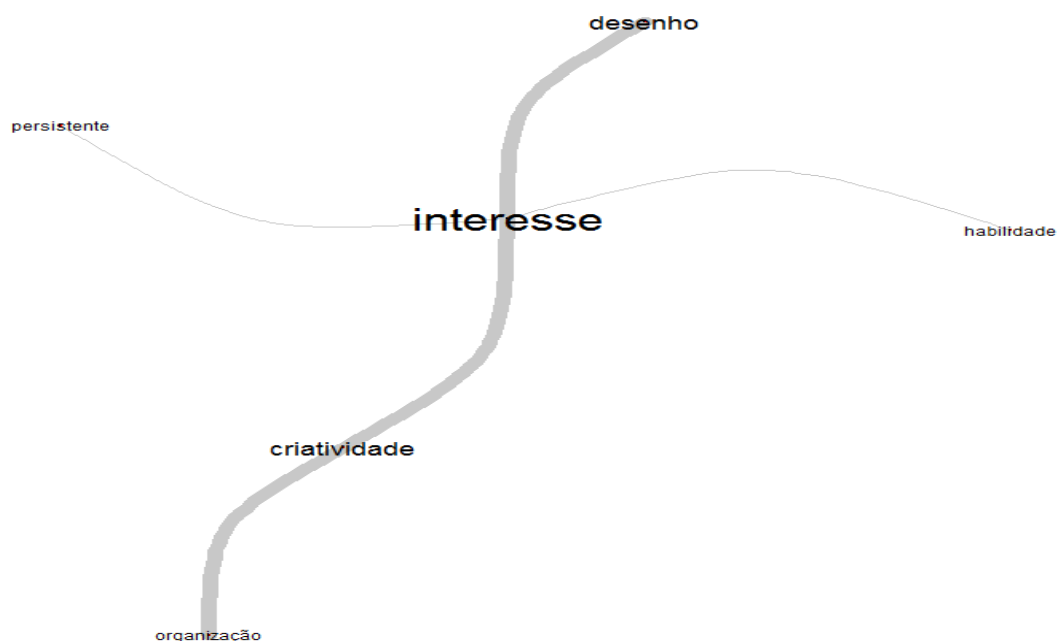 desenho
persistente
interesse
habilidade
criatividade
organização